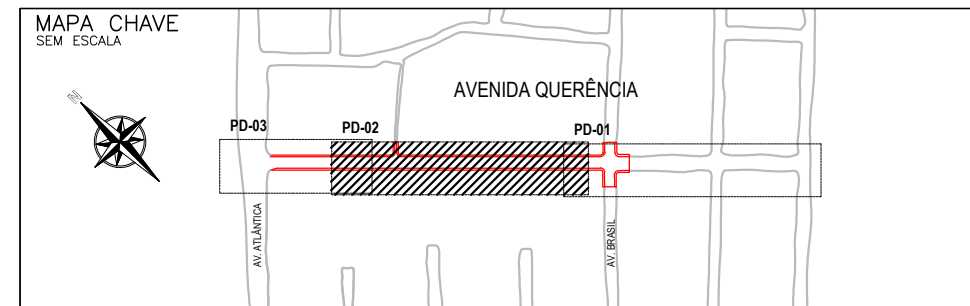 MAPA CHAVE
SEM ESCALA
N
AVENIDA QUERÊNCIA
PD-03
PD-02
PD-01
AV. ATLÂNTICA
AV. BRASIL